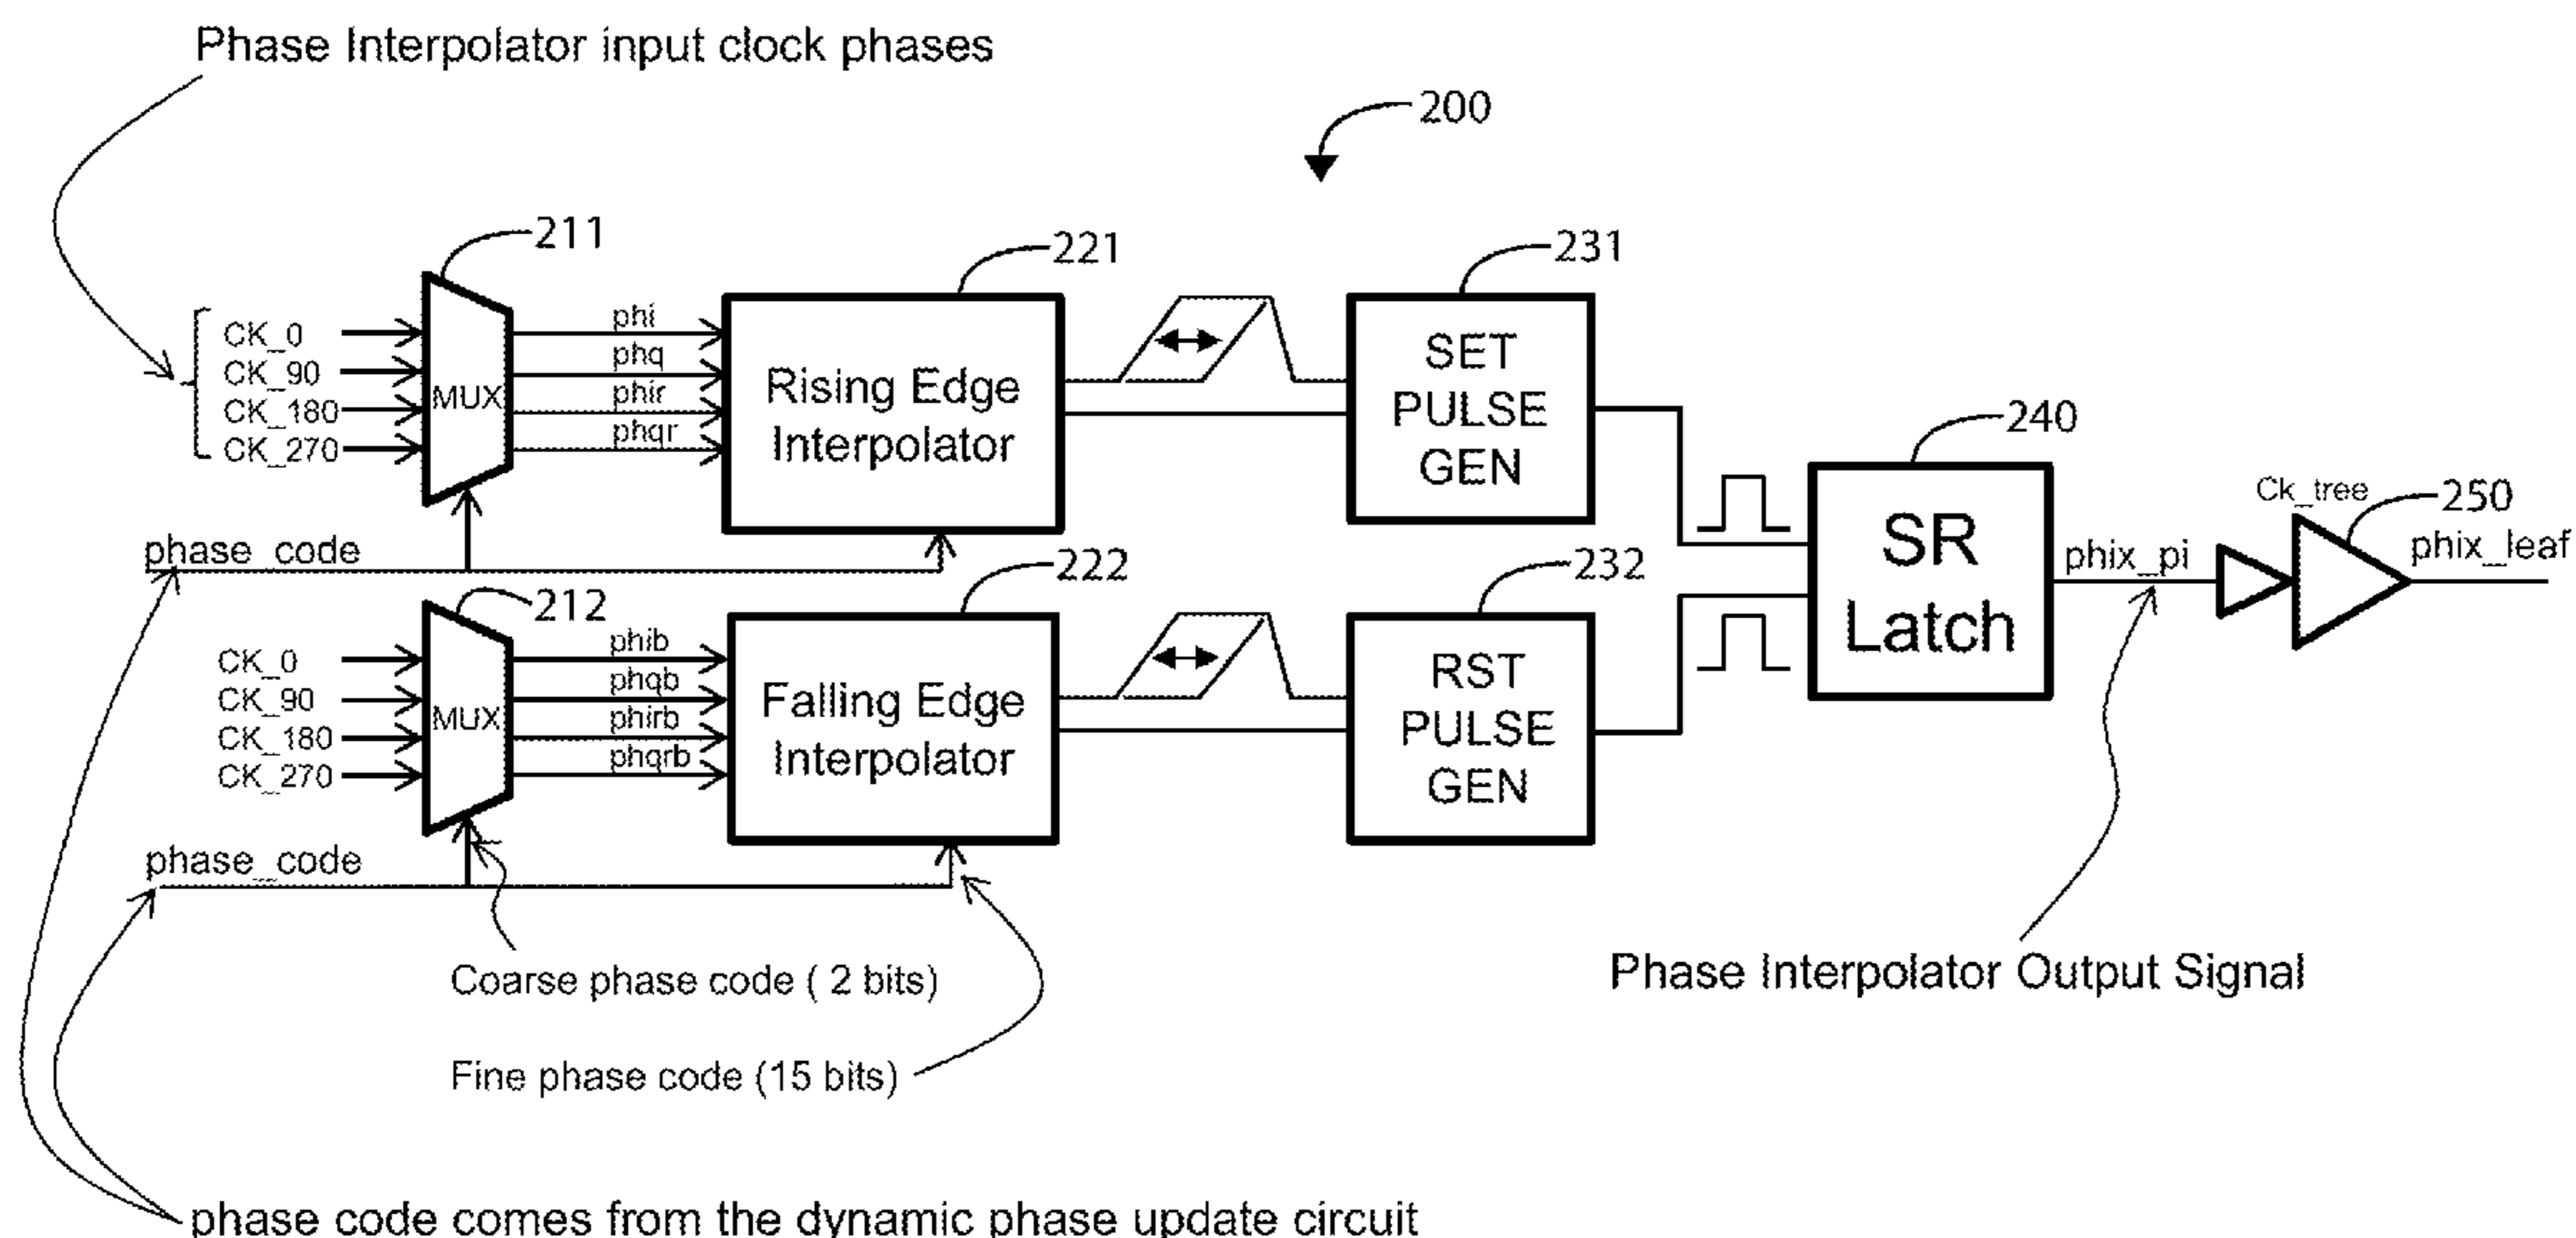 Phase Interpolator input clock phases
200
211
221
231
CK_0
CK_90
CK_180
CK_270
MUX
phi
phq
phir
phqr
Rising Edge
Interpolator
SET
PULSE
GEN
240
phase_code
212
222
232
SR
Latch
Ck_tree
250
phix_pi
phix_leaf
CK_0
CK_90
CK_180
CK_270
MUX
phib
phqb
phirb
phqrb
Falling Edge
Interpolator
RST
PULSE
GEN
phase_code
Coarse phase code ( 2 bits)
Phase Interpolator Output Signal
Fine phase code (15 bits)
phase code comes from the dynamic phase update circuit